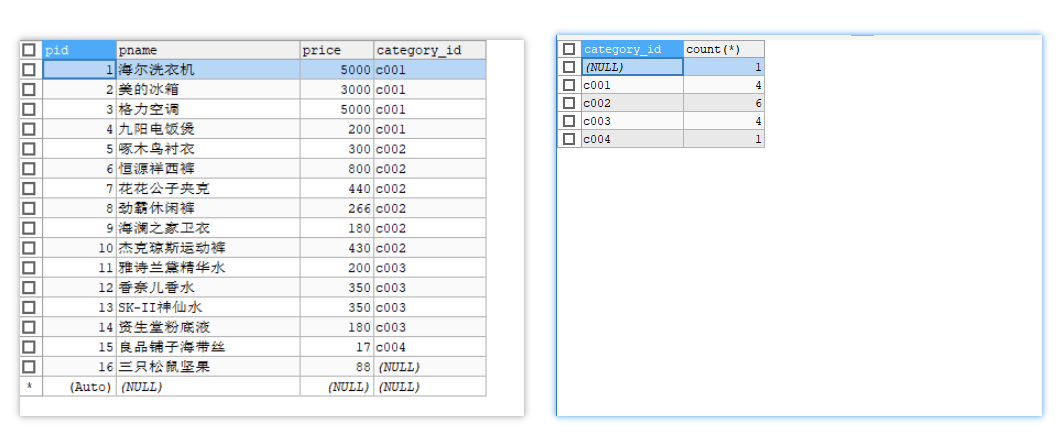 pid pname price category_id
1 海尔洗衣机 5000 c001
2 美的冰箱 3000 c001
3 格力空调 5000 c001
4 九阳电饭煲 200 c001
5 啄木鸟衬衣 300 c002
6 恒源祥西裤 800 c002
7 花花公子夹克 440 c002
8 劲霸休闲裤 266 c002
9 海澜之家卫衣 180 c002
10 杰克琼斯运动裤 430 c002
11 雅诗兰黛精华水 200 c003
12 香奈儿香水 350 c003
13 SK-II神仙水 350 c003
14 资生堂粉底液 180 c003
15 良品铺子海带丝 17 c004
16 三只松鼠坚果 88 (NULL)
* (Auto) (NULL) (NULL) (NULL)
category_id count(*)
(NULL) 1
c001 4
c002 6
c003 4
c004 1